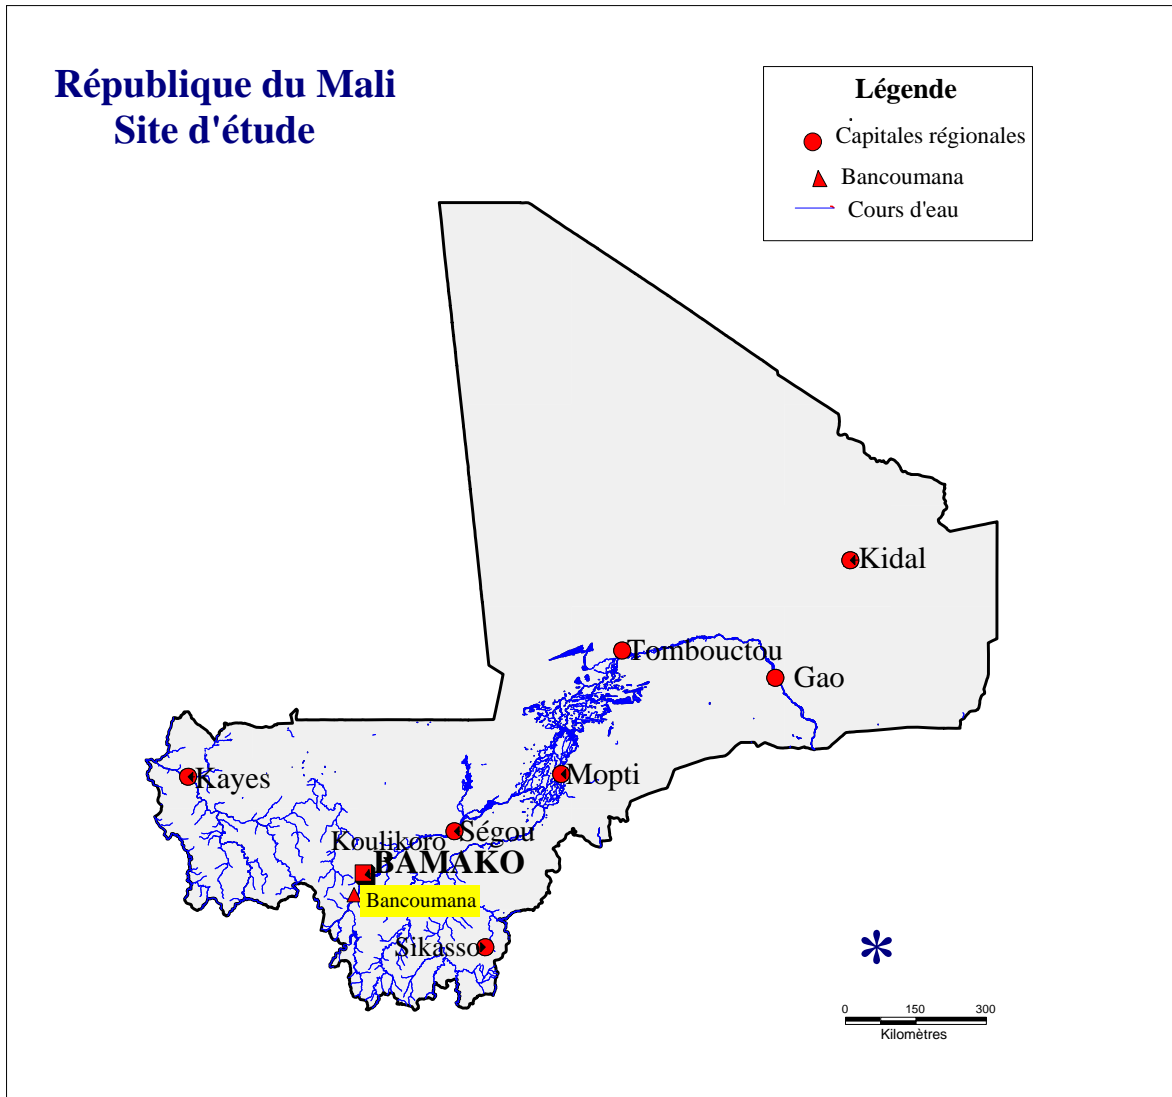 République du Mali
Site d'étude
Légende
Capitales régionales
Bancoumana
Cours d'eau
Kidal
Tombouctou
Gao
Kayes
Mopti
Ségou
Koulikoro
BAMAKO
Bancoumana
Sikasso
0 150 300
Kilomètres